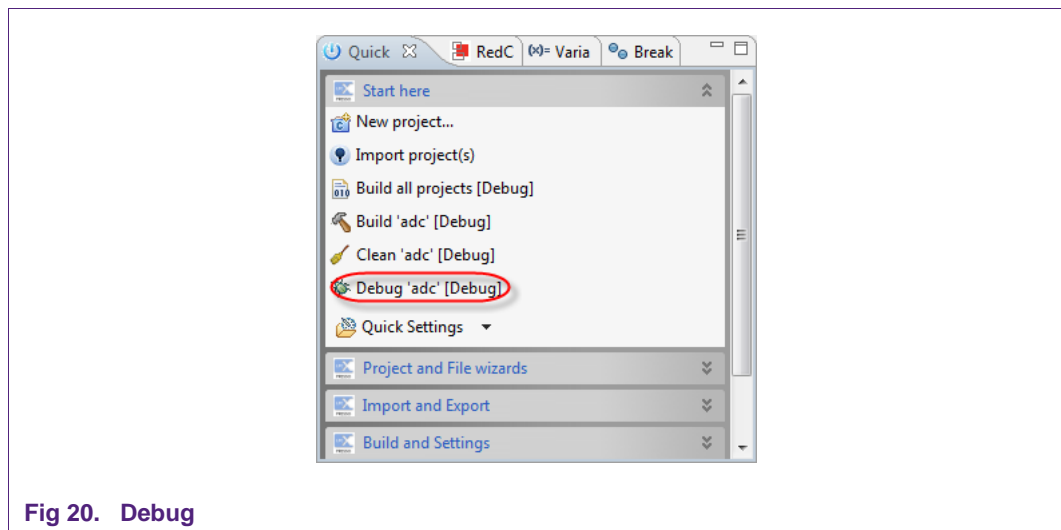 Quick RedC (x)= Varia Break
Start here
New project...
Import project(s)
Build all projects [Debug]
Build 'adc' [Debug]
Clean 'adc' [Debug]
Debug 'adc' [Debug]
Quick Settings
Project and File wizards
Import and Export
Build and Settings
Fig 20. Debug